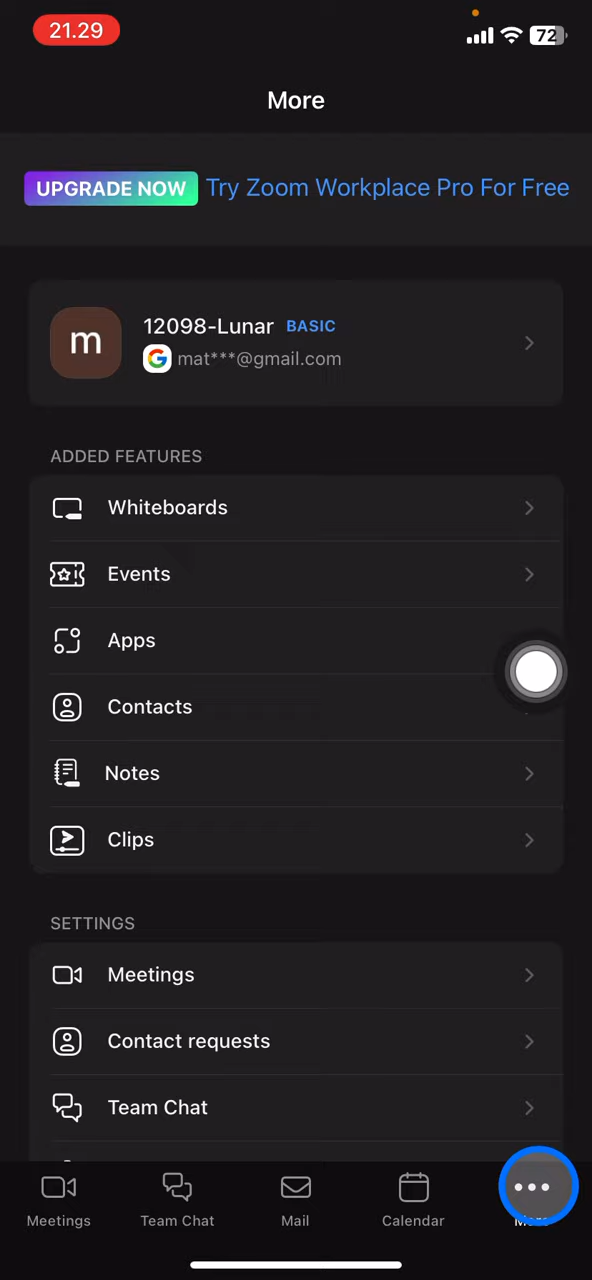 21.29
72
More
UPGRADE NOW Try Zoom Workplace Pro For Free
m
12098-Lunar BASIC
G mat***@gmail.com
ADDED FEATURES
Whiteboards
Events
Apps
Contacts
Notes
Clips
SETTINGS
Meetings
Contact requests
Team Chat
Meetings Team Chat Mail Calendar More